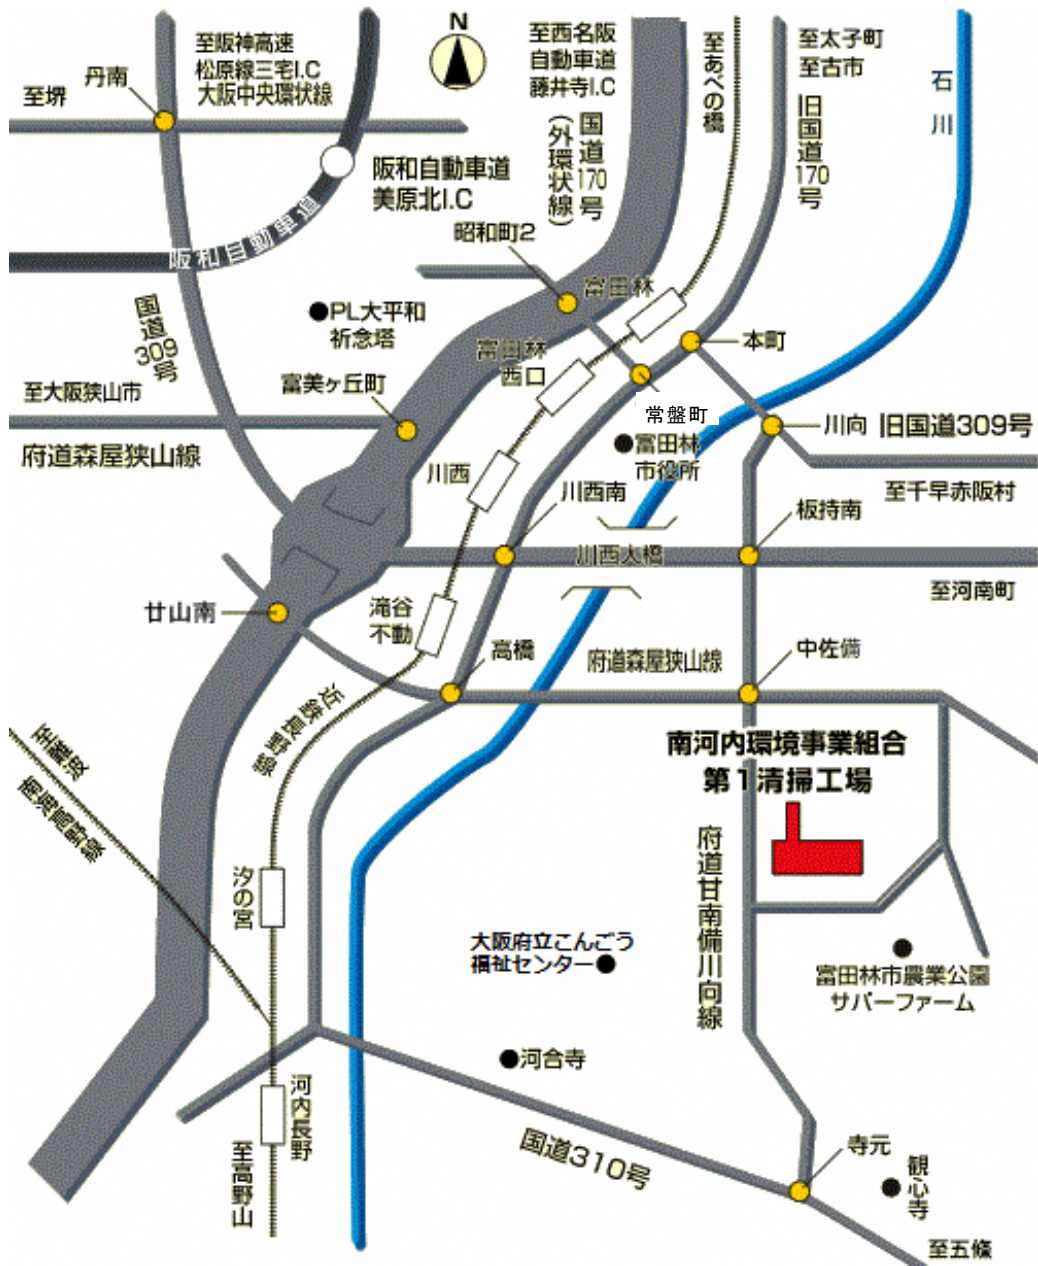 N
至阪神高速
松原線三宅I.C
大阪中央環状線
丹南
至堺
至西名阪
自動車道
藤井寺I.C
国道170号
(外環状線)
至あべの橋
至太子町
至古市
旧国道170号
石川
阪和自動車道
美原北I.C
阪和自動車道
昭和町2
富田林
国道309号
PL大平和
祈念塔
本町
富田林
西口
至大阪狭山市
富美ヶ丘町
常盤町
川向
旧国道309号
府道森屋狭山線
川西
富田林
市役所
川西南
至千早赤阪村
板持南
川西大橋
至河南町
廿山南
滝谷
不動
高橋
府道森屋狭山線
中佐備
近鉄長野線
至難波
南海高野線
南河内環境事業組合
第1清掃工場
府道甘南備川向線
汐の宮
大阪府立こんごう
福祉センター
富田林市農業公園
サバーファーム
河合寺
河内長野
至高野山
国道310号
寺元
観心寺
至五條